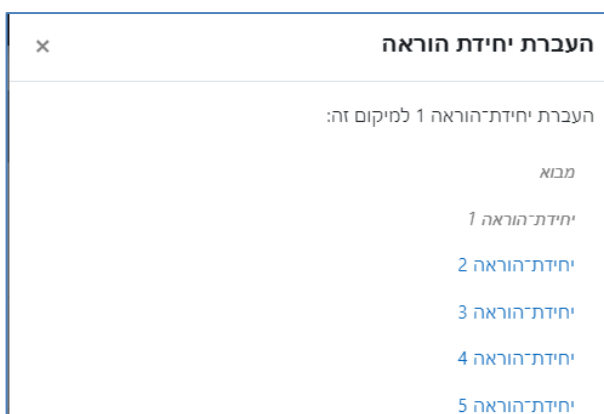 העברת יחידת הוראה ×
העברת יחידת־הוראה 1 למיקום זה:
מבוא
יחידת־הוראה 1
יחידת־הוראה 2
יחידת־הוראה 3
יחידת־הוראה 4
יחידת־הוראה 5